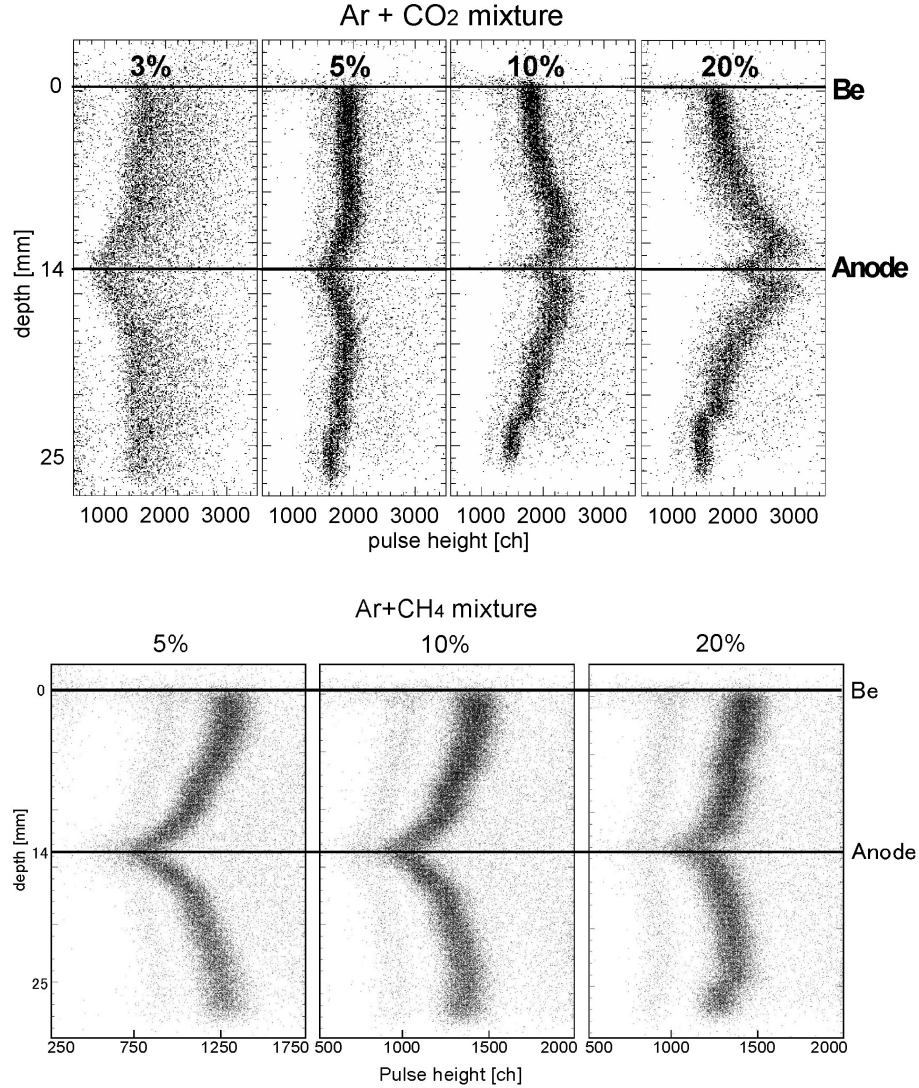 Ar + CO2 mixture
3% 5% 10% 20%
0 Be
depth [mm]
14 Anode
25
1000 2000 3000 1000 2000 3000 1000 2000 3000 1000 2000 3000
pulse height [ch]
Ar+CH4 mixture
5% 10% 20%
0 Be
depth [mm]
14 Anode
25
250 750 1250 1750 500 1000 1500 2000 500 1000 1500 2000
Pulse height [ch]